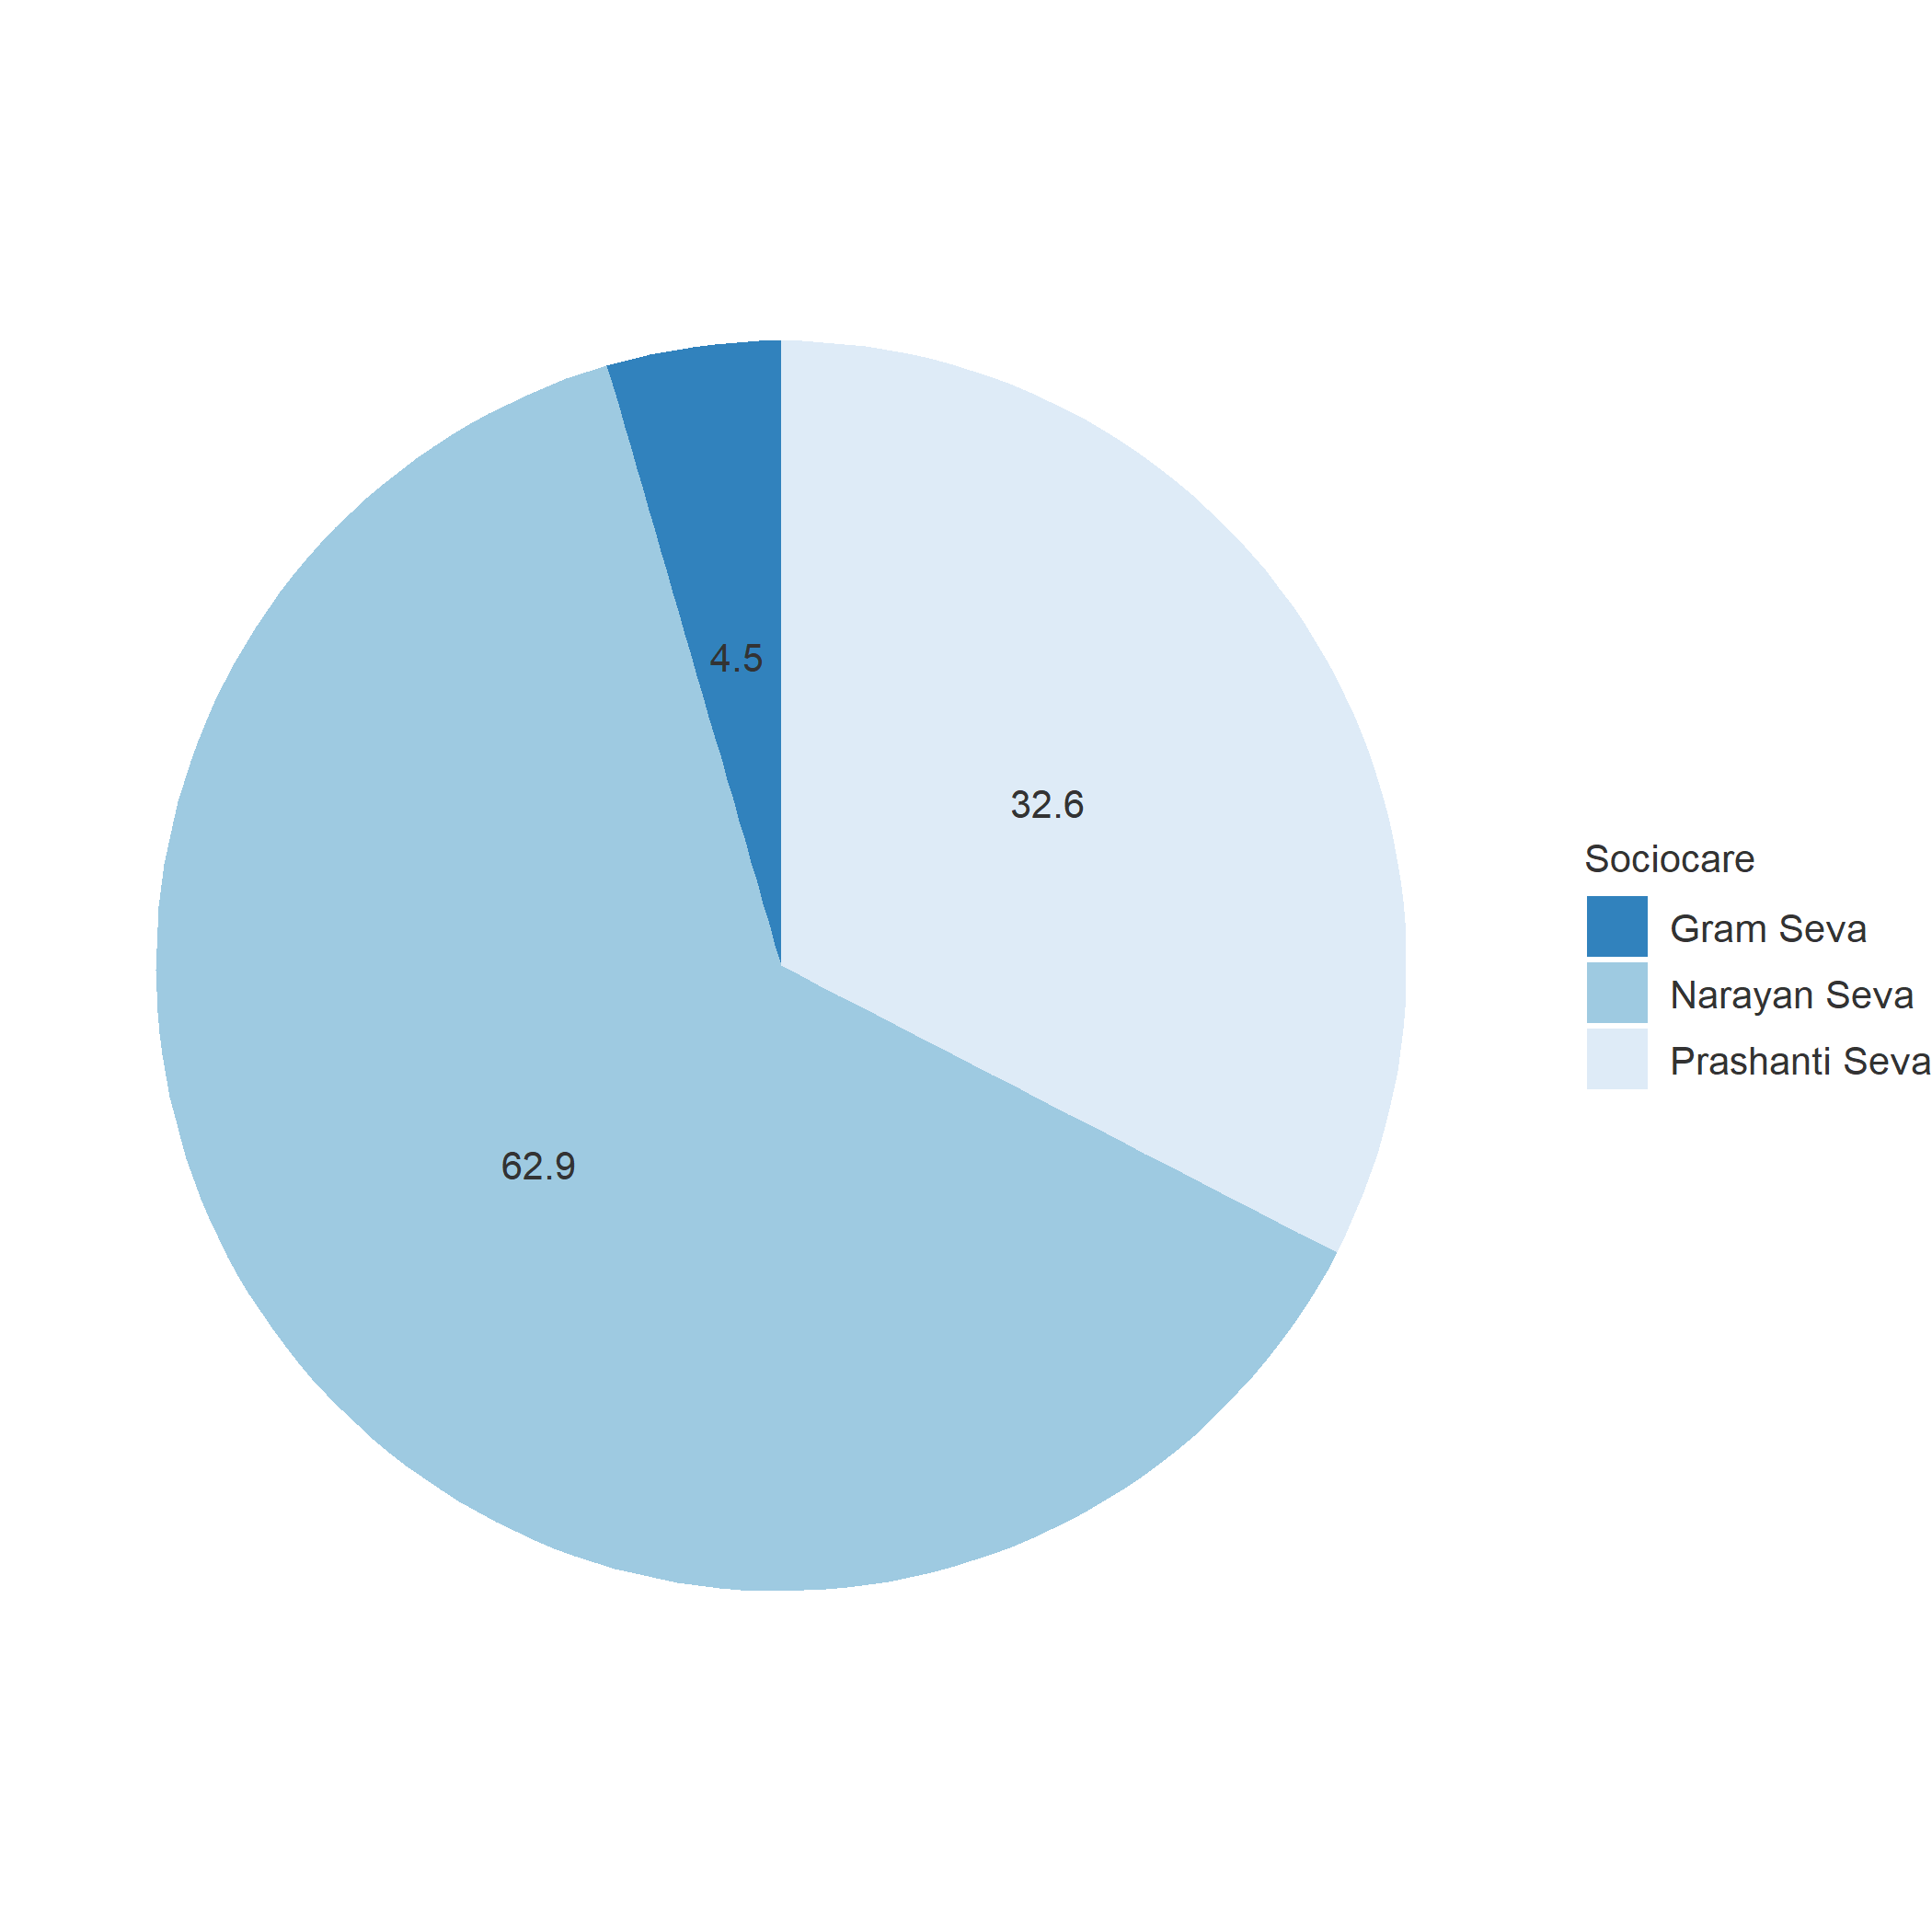 4.5
32.6
62.9
Sociocare
Gram Seva
Narayan Seva
Prashanti Seva